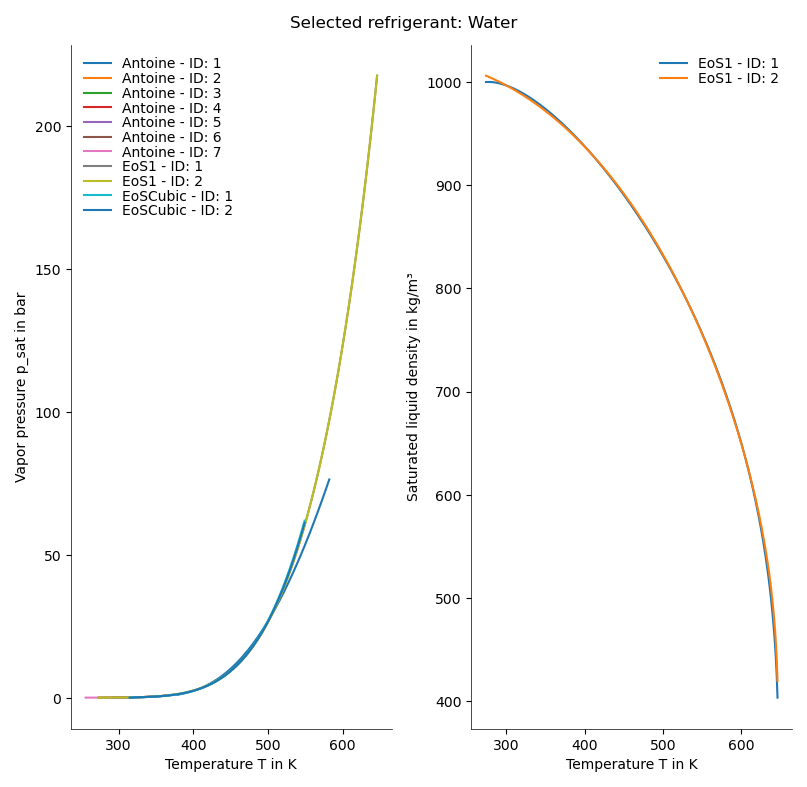 Selected refrigerant: Water
Antoine - ID: 1
Antoine - ID: 2
Antoine - ID: 3
Antoine - ID: 4
Antoine - ID: 5
Antoine - ID: 6
Antoine - ID: 7
EoS1 - ID: 1
EoS1 - ID: 2
EoSCubic - ID: 1
EoSCubic - ID: 2
200
150
100
50
0
300 400 500 600
Temperature T in K
Vapor pressure p_sat in bar
EoS1 - ID: 1
EoS1 - ID: 2
1000
900
800
700
600
500
400
300 400 500 600
Temperature T in K
Saturated liquid density in kg/m³